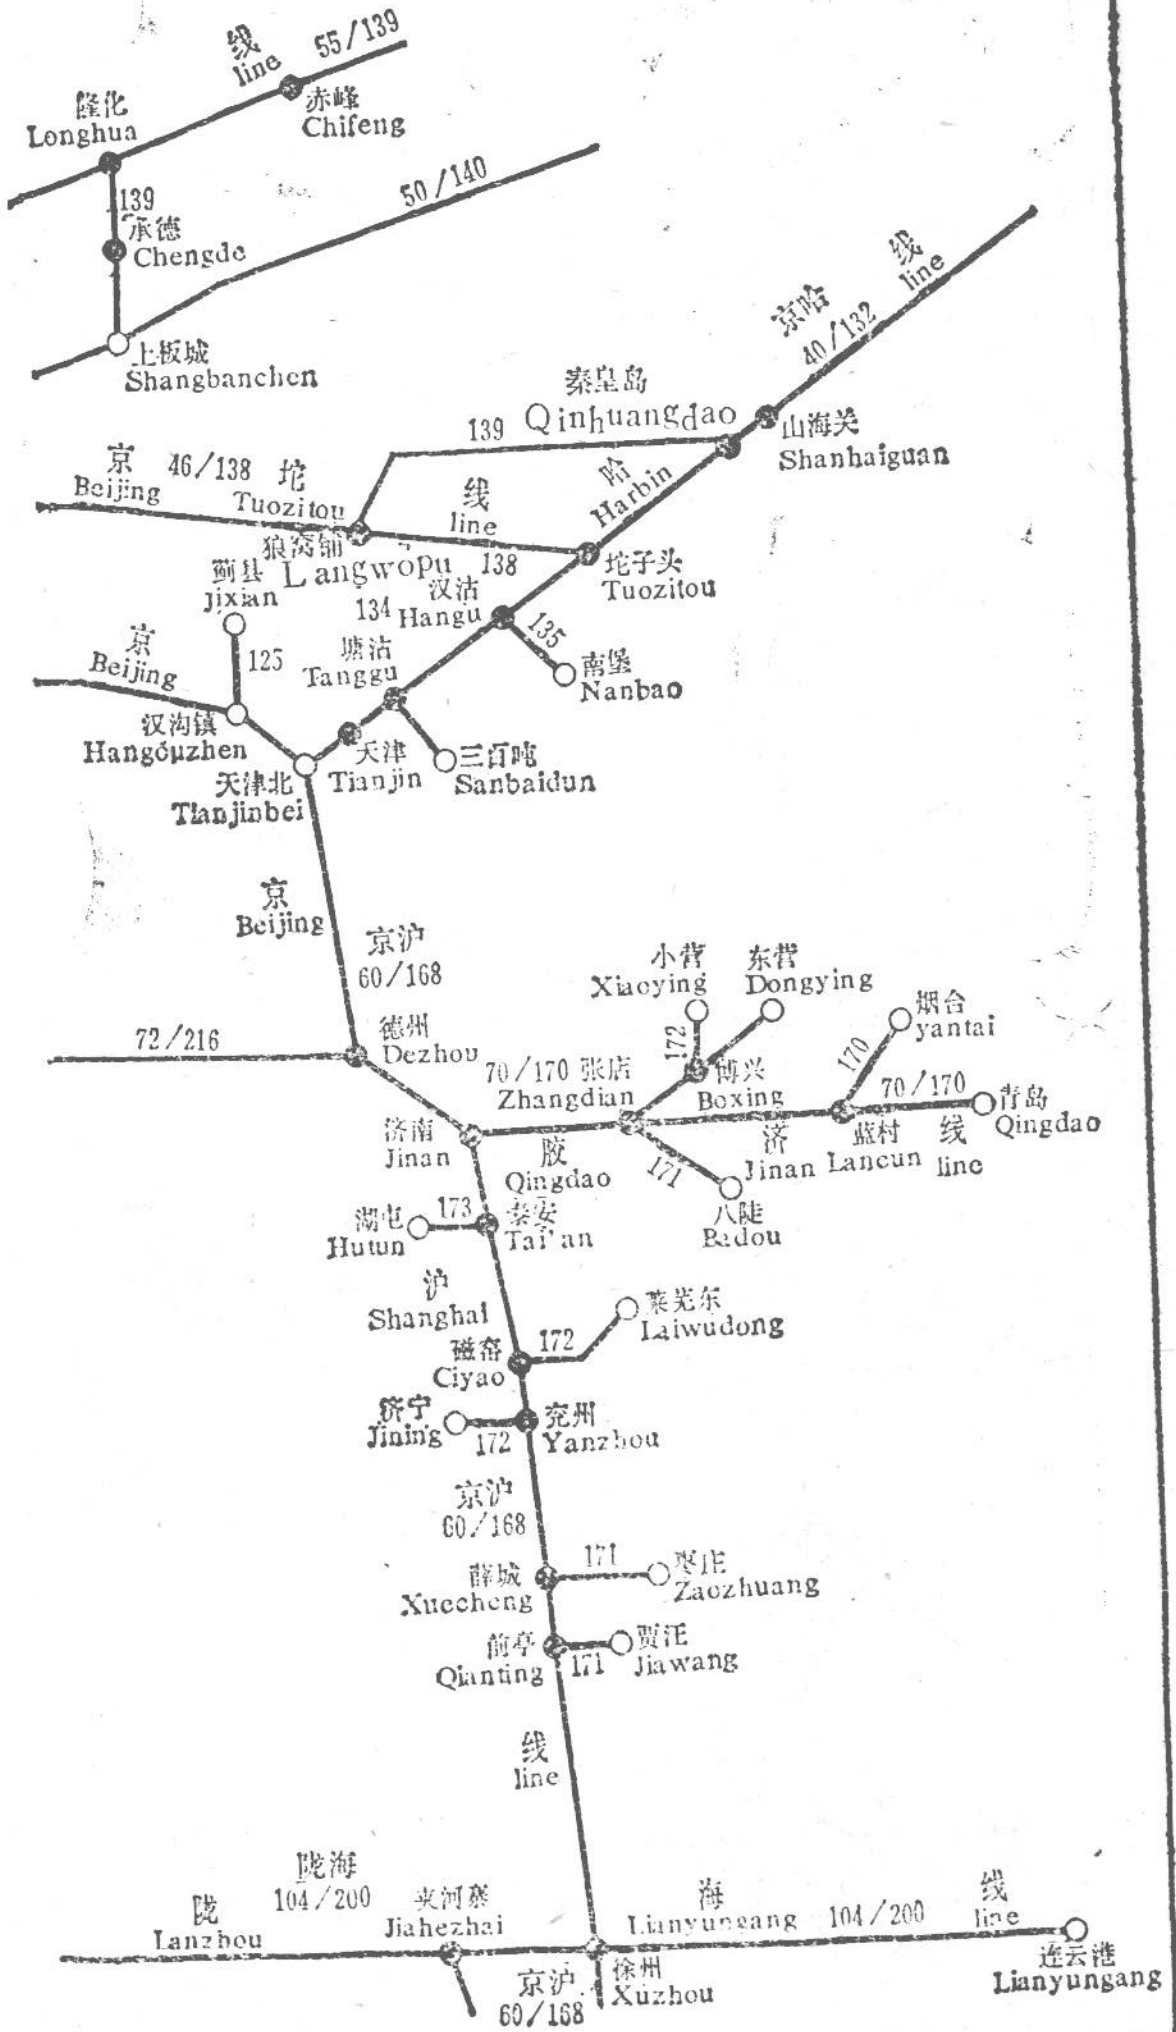 线 55/139
line
隆化
Longhua
赤峰
Chifeng
50/140
139
承德
Chengde
上板城
Shangbanchen
线
line
京哈
40/132
秦皇岛
139 Qinhuangdao
山海关
Shanhaiguan
京 46/138 坨 线 哈
Beijing Tuozitou line Harbin
狼窝铺
Langwopu 138
坨子头
Tuozitou
蓟县
Jixian
134
汉沽
Hangu
135
125
塘沽
Tanggu
南堡
Nanbao
京
Beijing
汉沟镇
Hangouzhen
天津
Tianjin
三百吨
Sanbaidun
天津北
Tianjinbei
京
Beijing
京沪
60/168
小营
Xiaoying
东营
Dongying
烟台
yantai
72/216
德州
Dezhou
172
170
70/170 张店
Zhangdian
博兴
Boxing
70/170
青岛
Qingdao
济南
Jinan
胶
Qingdao
171
济
Jinan
蓝村
Lancun
线
line
湖屯
Hutun
173
泰安
Tai'an
八陡
Badou
沪
Shanghai
莱芜东
Laiwudong
磁窑
Ciyao
172
济宁
Jining
172
兖州
Yanzhou
京沪
60/168
薛城
Xuecheng
171
枣庄
Zaozhuang
前亭
Qianting
171
贾汪
Jiawang
线
line
陇海
104/200
陇
Lanzhou
夹河寨
Jiahezhai
海
Lianyungang
104/200
线
line
京沪
60/168
徐州
Xuzhou
连云港
Lianyungang